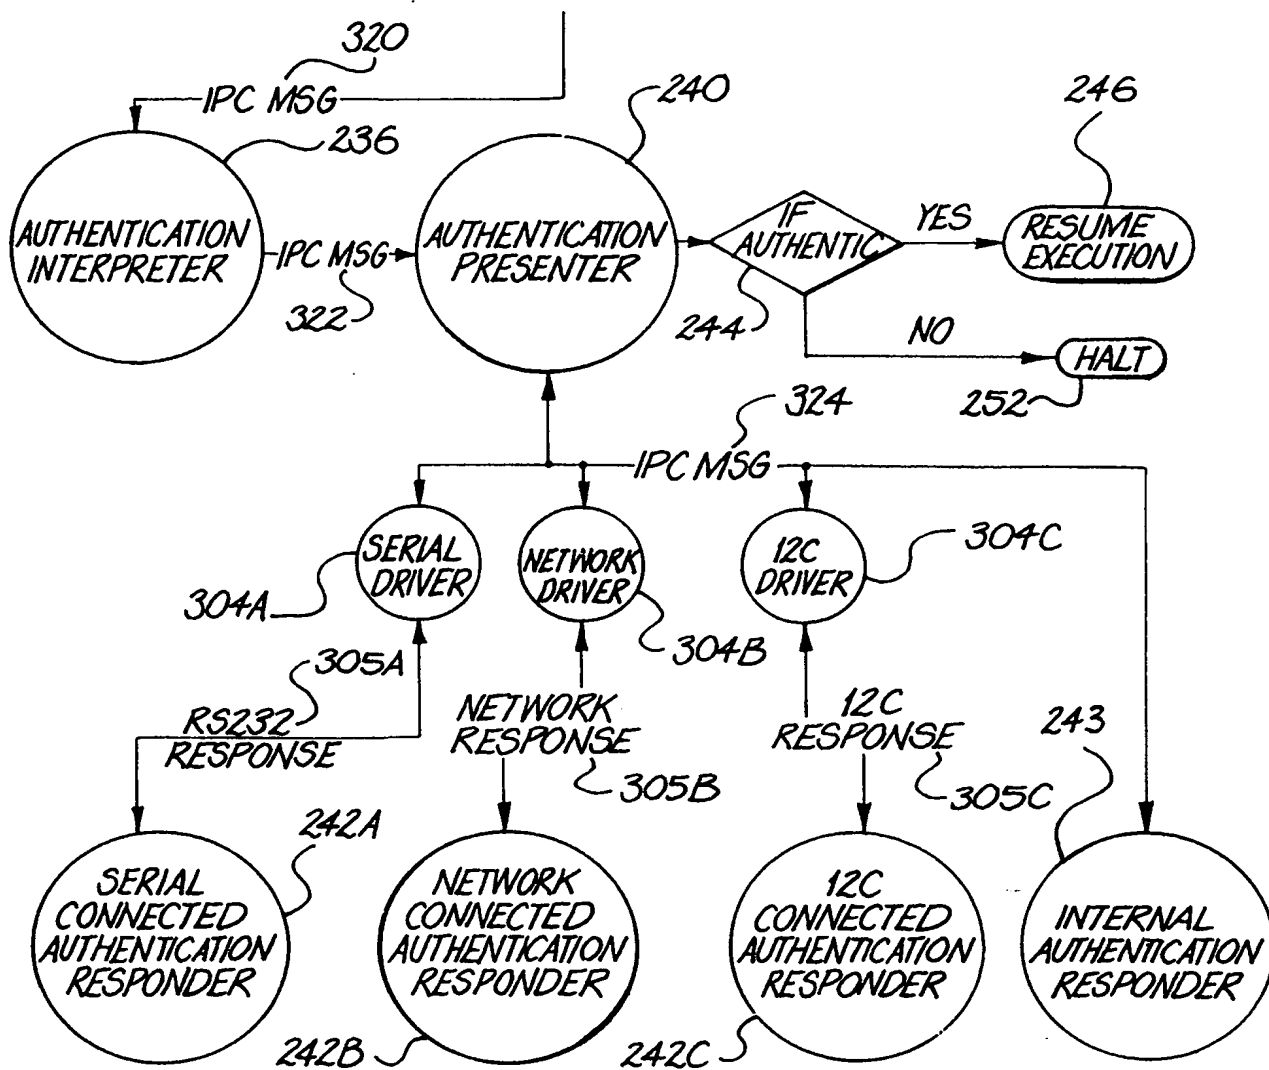 320
IPC MSG
236
240
246
AUTHENTICATION
INTERPRETER
IPC MSG
322
AUTHENTICATION
PRESENTER
IF
AUTHENTIC
244
YES
RESUME
EXECUTION
NO
HALT
252
324
IPC MSG
SERIAL
DRIVER
304A
NETWORK
DRIVER
304B
12C
DRIVER
304C
305A
RS232
RESPONSE
NETWORK
RESPONSE
305B
12C
RESPONSE
305C
243
242A
SERIAL
CONNECTED
AUTHENTICATION
RESPONDER
NETWORK
CONNECTED
AUTHENTICATION
RESPONDER
242B
12C
CONNECTED
AUTHENTICATION
RESPONDER
242C
INTERNAL
AUTHENTICATION
RESPONDER